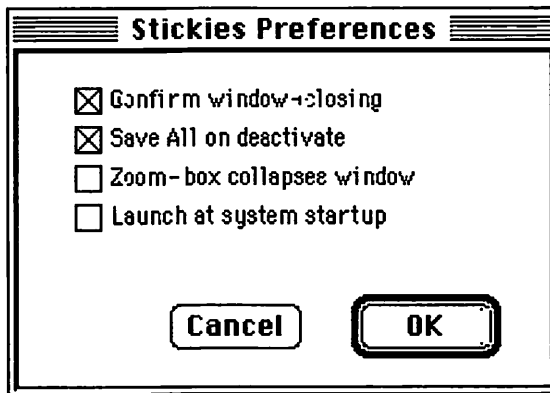 Stickies Preferences
Confirm window-closing
Save All on deactivate
Zoom-box collapses window
Launch at system startup
Cancel
OK